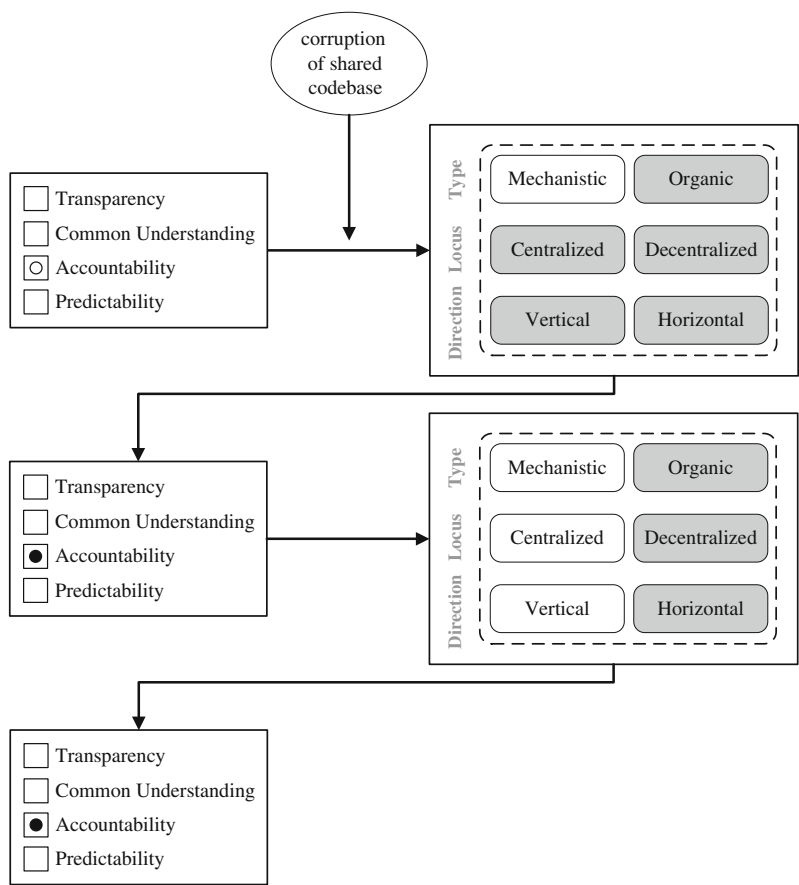 corruption
of shared
codebase
Transparency
Common Understanding
Accountability
Predictability
Type
Mechanistic
Organic
Locus
Centralized
Decentralized
Direction
Vertical
Horizontal
Transparency
Common Understanding
Accountability
Predictability
Type
Mechanistic
Organic
Locus
Centralized
Decentralized
Direction
Vertical
Horizontal
Transparency
Common Understanding
Accountability
Predictability